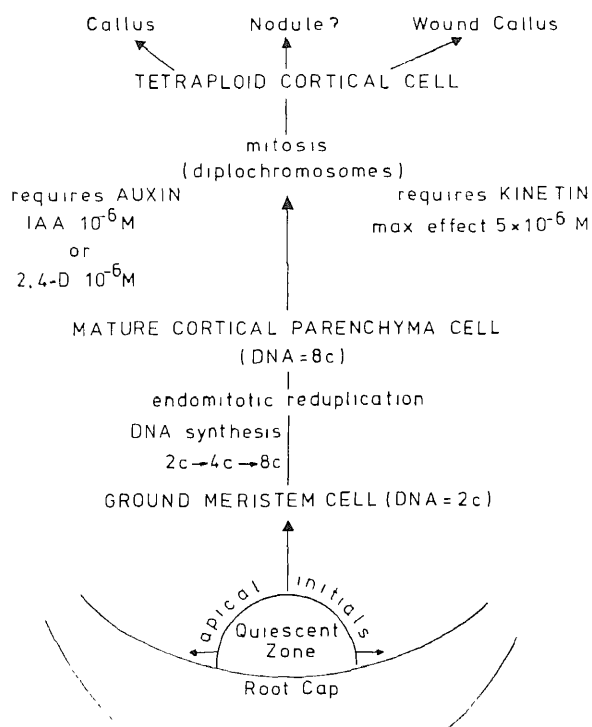 Callus Nodule? Wound Callus
TETRAPLOID CORTICAL CELL
mitosis
(diplochromosomes)
requires AUXIN
IAA 10⁻⁶M
or
2,4-D 10⁻⁶M
requires KINETIN
max effect 5×10⁻⁶ M
MATURE CORTICAL PARENCHYMA CELL
(DNA=8c)
endomitotic reduplication
DNA synthesis
2c→4c→8c
GROUND MERISTEM CELL (DNA=2c)
apical initials
Quiescent
Zone
Root Cap